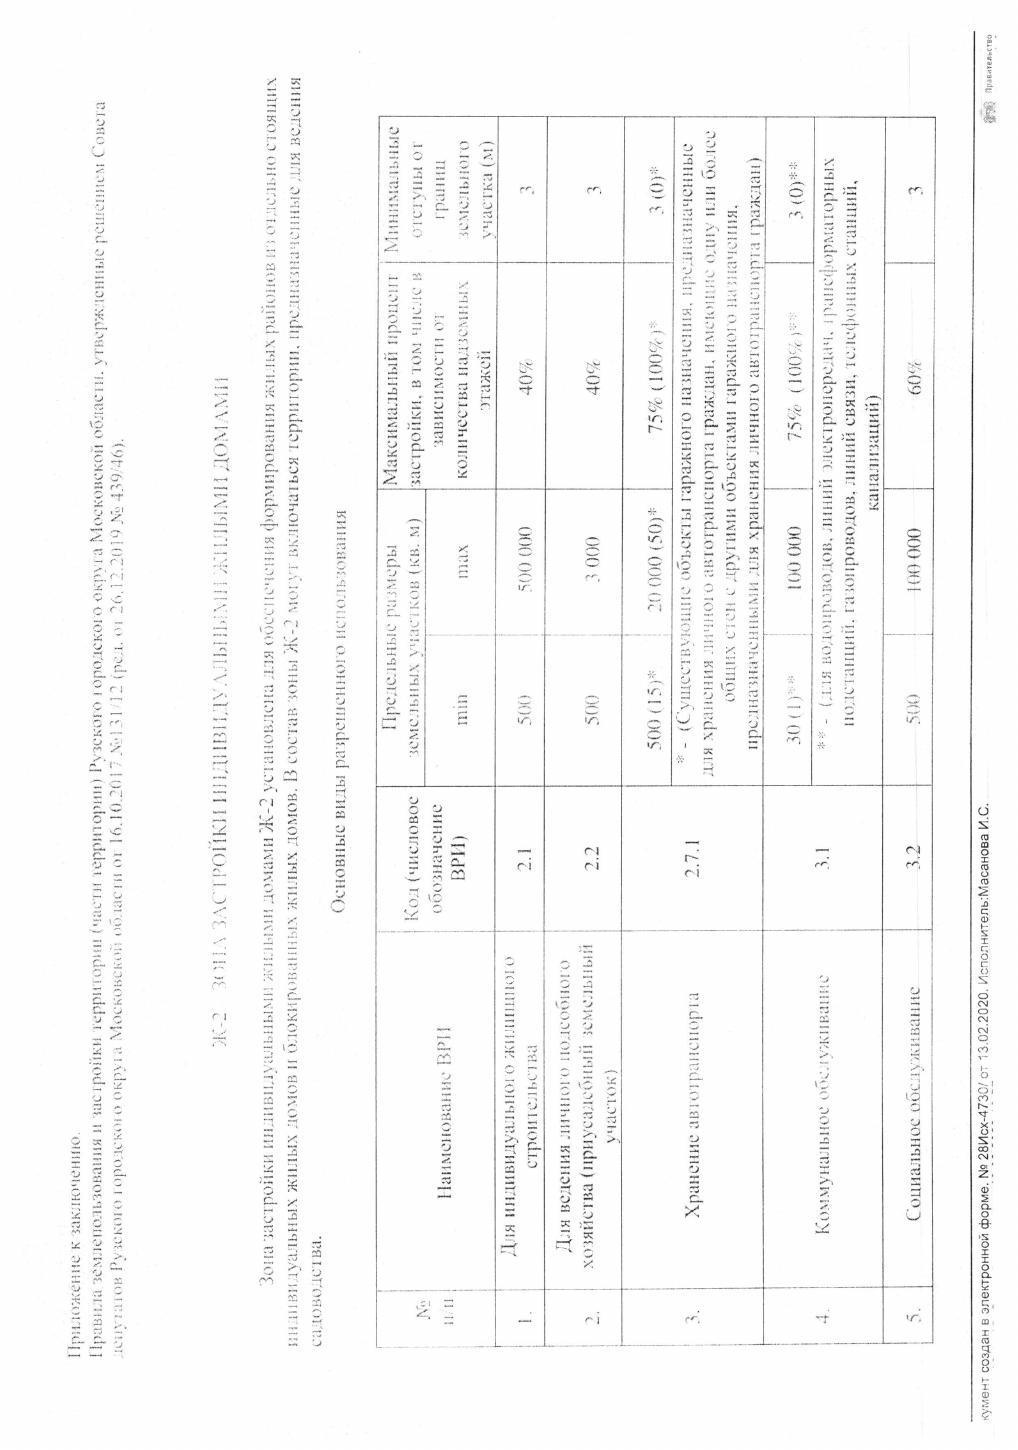 Приложение к заключению.
Правила землепользования и застройки территории (части территории) Рузского городского округа Московской области, утвержденные решением Совета
депутатов Рузского городского округа Московской области от 16.10.2017 №131/12 (ред. от 26.12.2019 № 439/46).
Ж-2 ЗОНА ЗАСТРОЙКИ ИНДИВИДУАЛЬНЫМИ ЖИЛЫМИ ДОМАМИ
Зона застройки индивидуальными жилыми домами Ж-2 установлена для обеспечения формирования жилых районов из отдельно стоящих
индивидуальных жилых домов и блокированных жилых домов. В состав зоны Ж-2 могут включаться территории, предназначенные для ведения
садоводства.
Основные виды разрешенного использования
№ п/п
Наименование ВРИ
Код (числовое
обозначение
ВРИ)
Предельные размеры
земельных участков (кв. м)
min
max
Максимальный процент
застройки, в том числе в
зависимости от
количества надземных
этажей
Минимальные
отступы от
границ
земельного
участка (м)
1.
Для индивидуального жилищного
строительства
2.1
500
500 000
40%
3
2.
Для ведения личного подсобного
хозяйства (приусадебный земельный
участок)
2.2
500
3 000
40%
3
3.
Хранение автотранспорта
2.7.1
500 (15)*
20 000 (50)*
75% (100%)*
3 (0)*
* - (Существующие объекты гаражного назначения, предназначенные
для хранения личного автотранспорта граждан, имеющие одну или более
общих стен с другими объектами гаражного назначения,
предназначенными для хранения личного автотранспорта граждан)
4.
Коммунальное обслуживание
3.1
30 (1)**
100 000
75% (100%)**
3 (0)**
** - (для водопроводов, линий электропередач, трансформаторных
подстанций, газопроводов, линий связи, телефонных станций,
канализаций)
5.
Социальное обслуживание
3.2
500
100 000
60%
3
кумент создан в электронной форме. № 28Исх-4730/ от 13.02.2020. Исполнитель:Масанова И.С.
Правительство